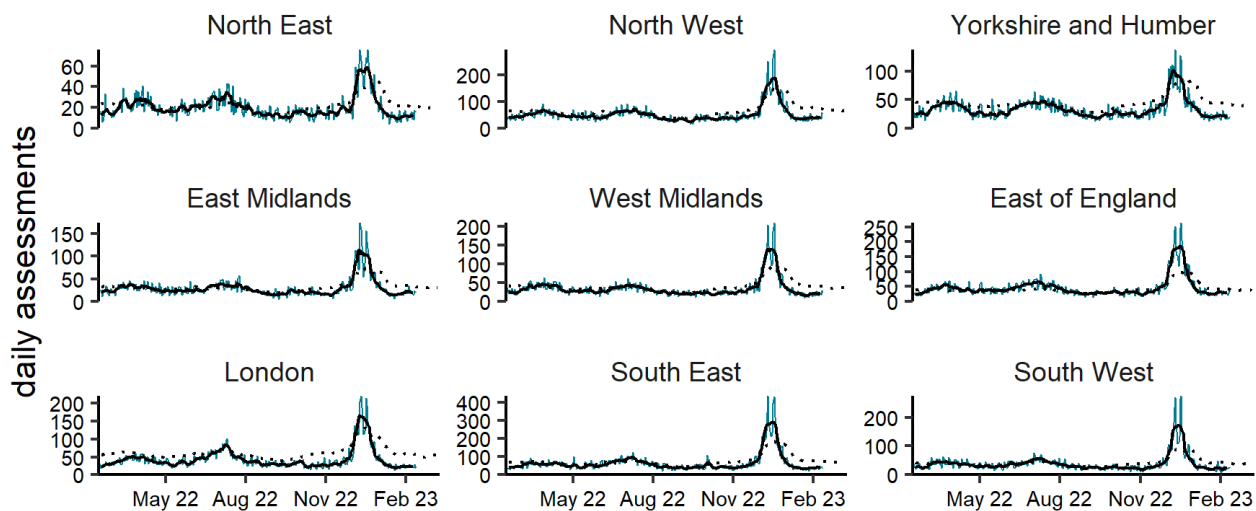 daily assessments
North East
60
40
20
0
North West
200
100
0
Yorkshire and Humber
100
50
0
East Midlands
150
100
50
0
West Midlands
200
150
100
50
0
East of England
250
200
150
100
50
0
London
200
150
100
50
0
South East
400
300
200
100
0
South West
200
100
0
May 22 Aug 22 Nov 22 Feb 23
May 22 Aug 22 Nov 22 Feb 23
May 22 Aug 22 Nov 22 Feb 23